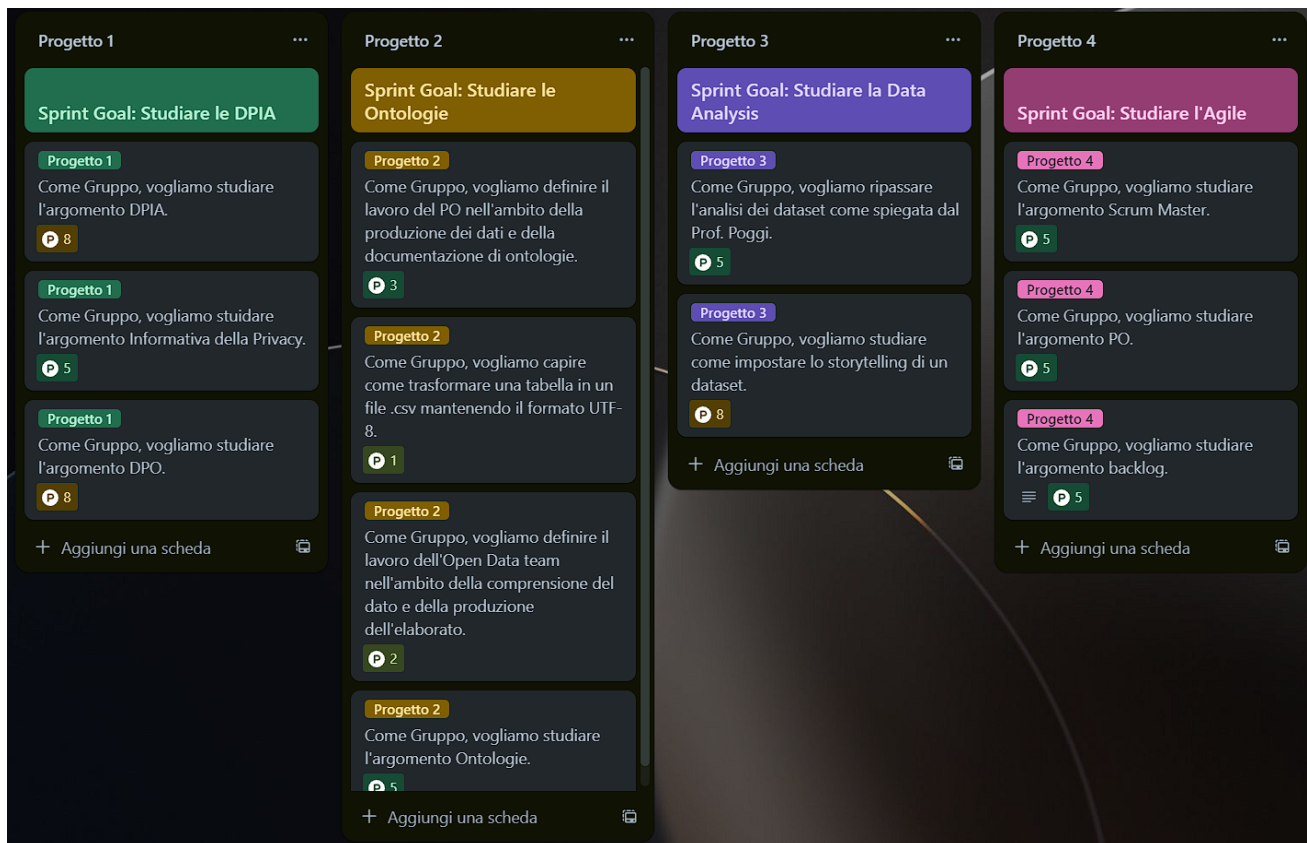 Progetto 1
Sprint Goal: Studiare le DPIA
Progetto 1
Come Gruppo, vogliamo studiare
l'argomento DPIA.
P 8
Progetto 1
Come Gruppo, vogliamo stuidare
l'argomento Informativa della Privacy.
P 5
Progetto 1
Come Gruppo, vogliamo studiare
l'argomento DPO.
P 8
+ Aggiungi una scheda
Progetto 2
Sprint Goal: Studiare le
Ontologie
Progetto 2
Come Gruppo, vogliamo definire il
lavoro del PO nell'ambito della
produzione dei dati e della
documentazione di ontologie.
P 3
Progetto 2
Come Gruppo, vogliamo capire
come trasformare una tabella in un
file .csv mantenendo il formato UTF-
8.
P 1
Progetto 2
Come Gruppo, vogliamo definire il
lavoro dell'Open Data team
nell'ambito della comprensione del
dato e della produzione
dell'elaborato.
P 2
Progetto 2
Come Gruppo, vogliamo studiare
l'argomento Ontologie.
P 5
+ Aggiungi una scheda
Progetto 3
Sprint Goal: Studiare la Data
Analysis
Progetto 3
Come Gruppo, vogliamo ripassare
l'analisi dei dataset come spiegata dal
Prof. Poggi.
P 5
Progetto 3
Come Gruppo, vogliamo studiare
come impostare lo storytelling di un
dataset.
P 8
+ Aggiungi una scheda
Progetto 4
Sprint Goal: Studiare l'Agile
Progetto 4
Come Gruppo, vogliamo studiare
l'argomento Scrum Master.
P 5
Progetto 4
Come Gruppo, vogliamo studiare
l'argomento PO.
P 5
Progetto 4
Come Gruppo, vogliamo studiare
l'argomento backlog.
P 5
+ Aggiungi una scheda